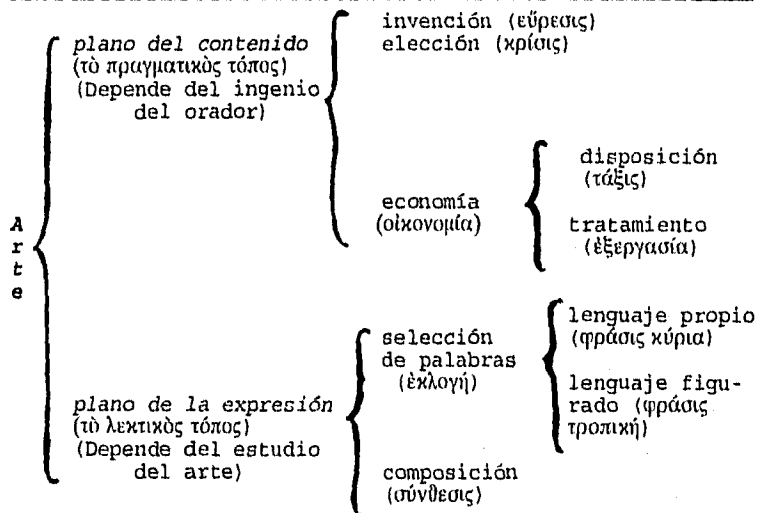 Arte
plano del contenido
(τὸ πραγματικὸς τόπος)
(Depende del ingenio
del orador)
invención (εὕρεσις)
elección (κρίσις)
economía
(οἰκονομία)
disposición
(τάξις)
tratamiento
(ἐξεργασία)
plano de la expresión
(τὸ λεκτικὸς τόπος)
(Depende del estudio
del arte)
selección
de palabras
(ἐκλογή)
lenguaje propio
(φράσις κύρια)
lenguaje figu-
rado (φράσις
τροπική)
composición
(σύνθεσις)